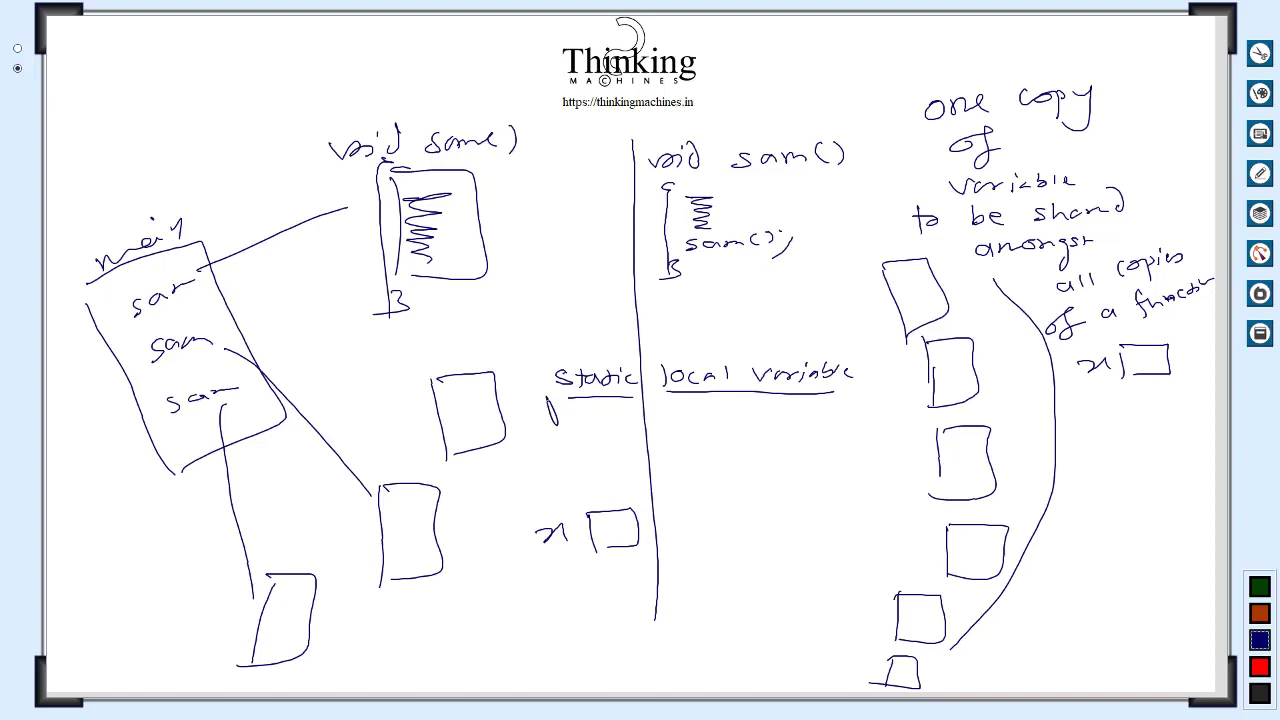 Thinking
MACHINES
https://thinkingmachines.in
void sam()
{
}
main
sam
sam
sam
void sam()
{
sam();
}
one copy
of
variable
to be shared
amongst
all copies
of a function
x
static local variable
x